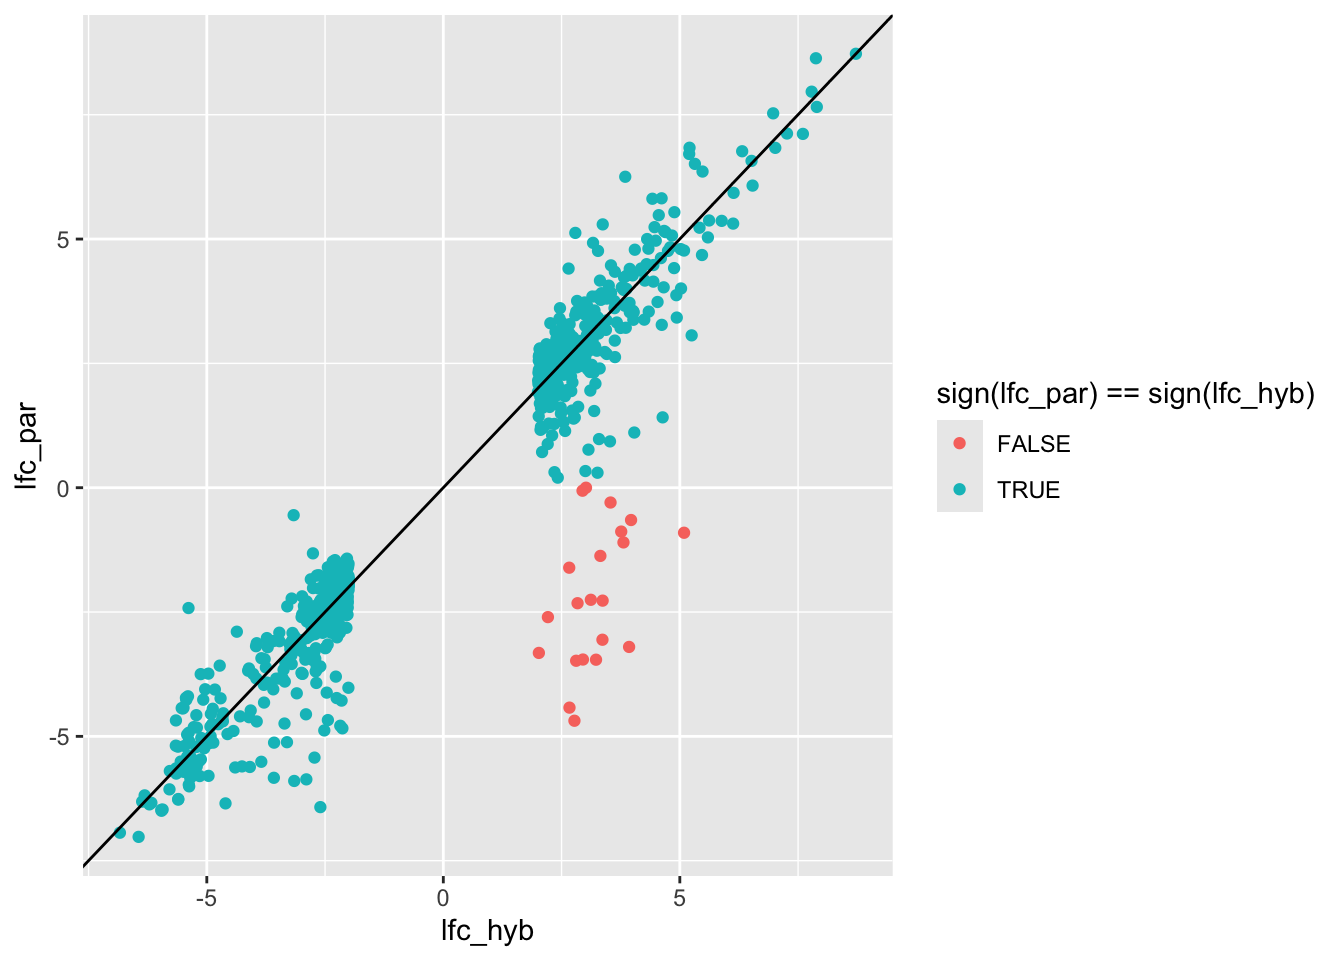 5
0
-5
lfc_par
-5
0
5
lfc_hyb
sign(lfc_par) == sign(lfc_hyb)
FALSE
TRUE